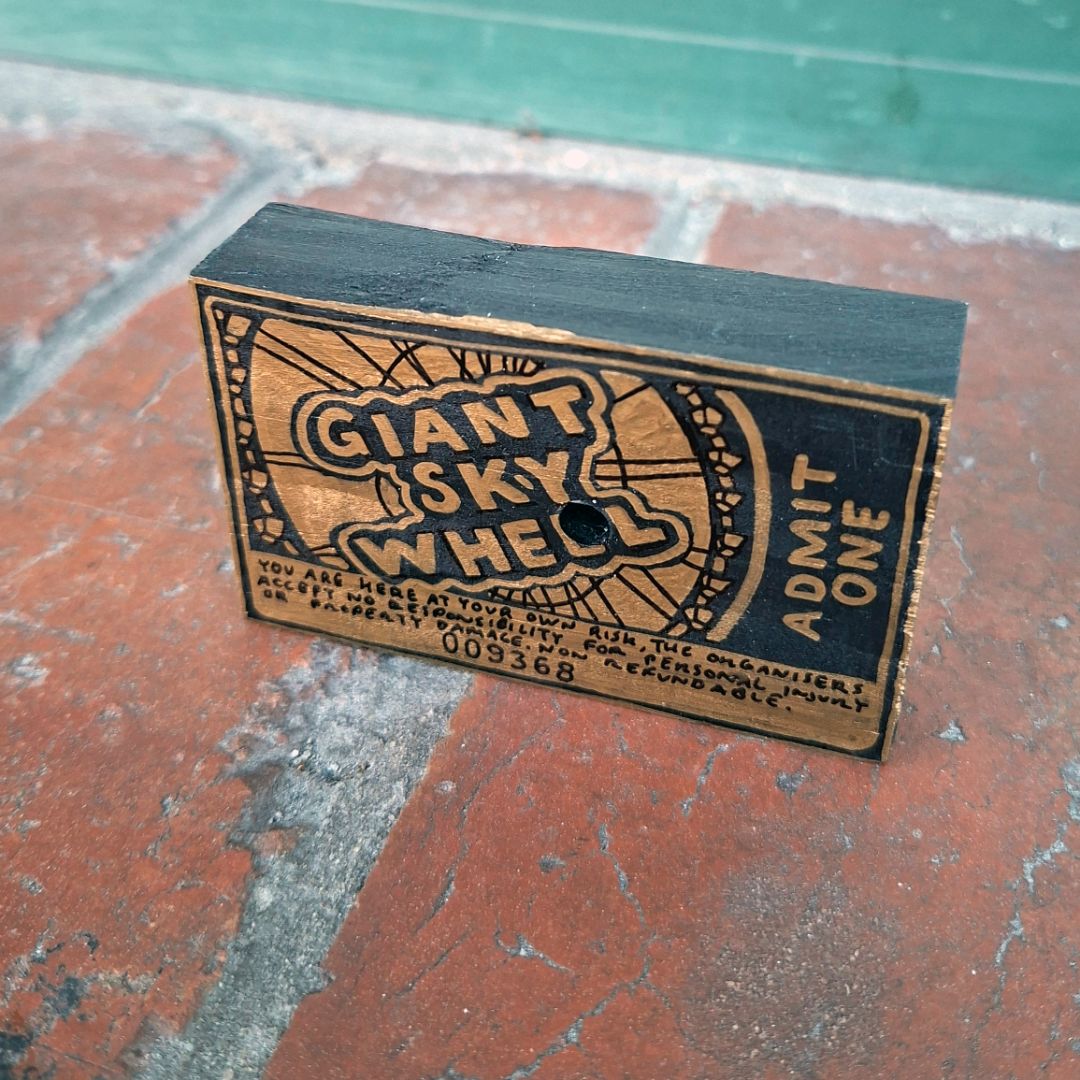 GIANT
SKY
WHEEL
ADMIT
ONE
YOU ARE HERE AT YOUR OWN RISK, THE ORGANISERS
ACCEPT NO RESPONSIBILITY FOR PERSONAL INJURY
OR PROPERTY DAMAGE. NON REFUNDABLE.
009368